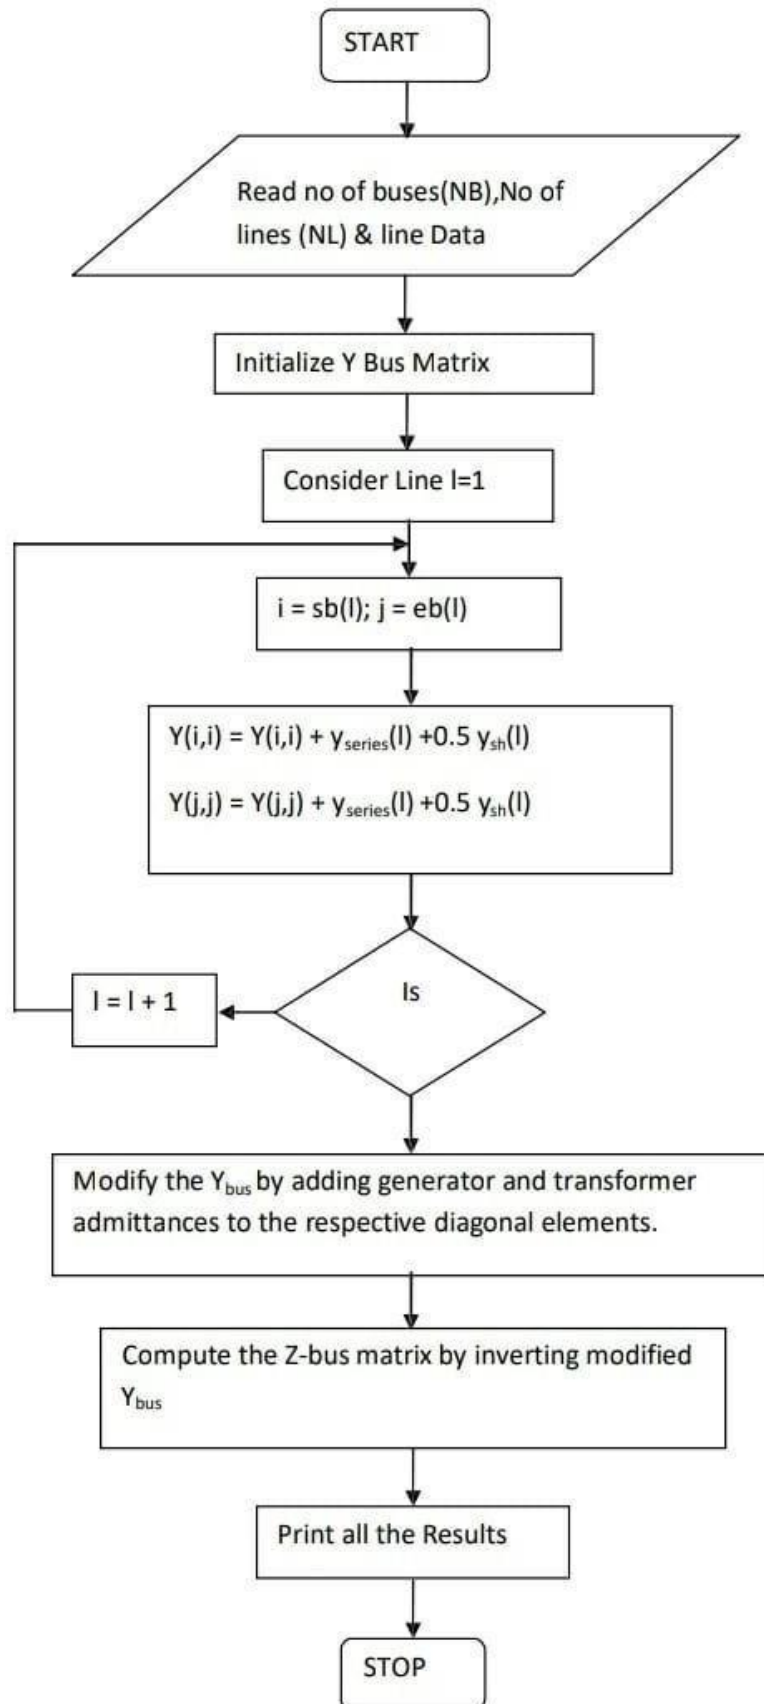 START
Read no of buses(NB),No of
lines (NL) & line Data
Initialize Y Bus Matrix
Consider Line l=1
i = sb(l); j = eb(l)
Y(i,i) = Y(i,i) + yseries(l) +0.5 ysh(l)
Y(j,j) = Y(j,j) + yseries(l) +0.5 ysh(l)
Is
l = l + 1
Modify the Ybus by adding generator and transformer
admittances to the respective diagonal elements.
Compute the Z-bus matrix by inverting modified
Ybus
Print all the Results
STOP